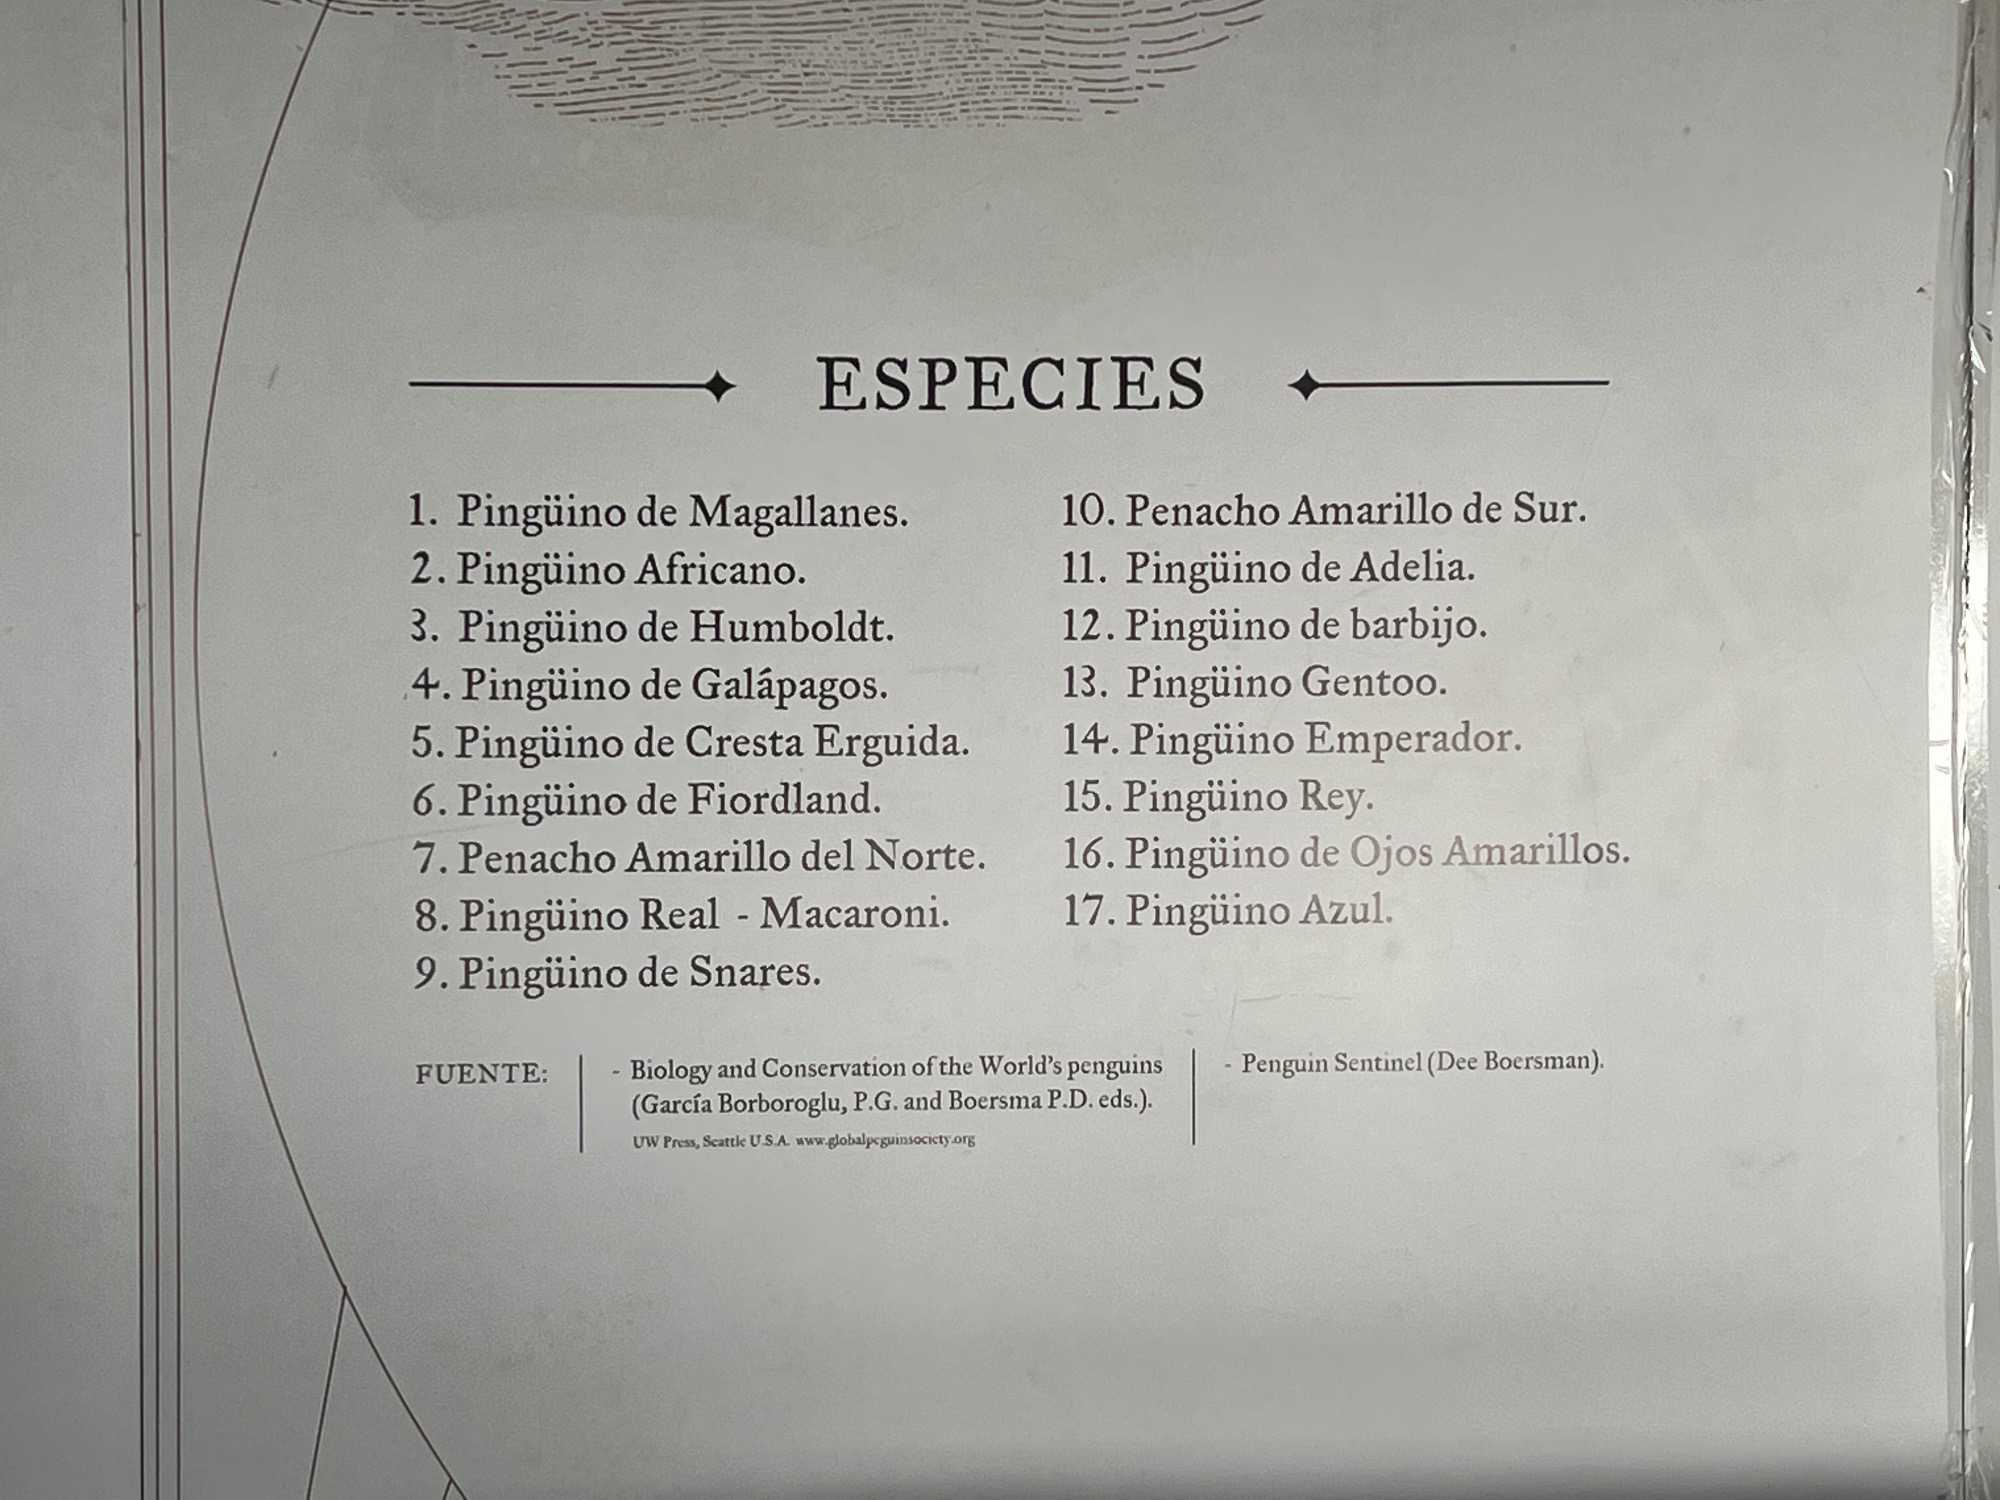 ESPECIES
1. Pingüino de Magallanes.
2. Pingüino Africano.
3. Pingüino de Humboldt.
4. Pingüino de Galápagos.
5. Pingüino de Cresta Erguida.
6. Pingüino de Fiordland.
7. Penacho Amarillo del Norte.
8. Pingüino Real - Macaroni.
9. Pingüino de Snares.
10. Penacho Amarillo de Sur.
11. Pingüino de Adelia.
12. Pingüino de barbijo.
13. Pingüino Gentoo.
14. Pingüino Emperador.
15. Pingüino Rey.
16. Pingüino de Ojos Amarillos.
17. Pingüino Azul.
FUENTE:
- Biology and Conservation of the World's penguins
(García Borboroglu, P.G. and Boersma P.D. eds.).
UW Press, Seattle U.S.A. www.globalpeguinsociety.org
- Penguin Sentinel (Dee Boersman).